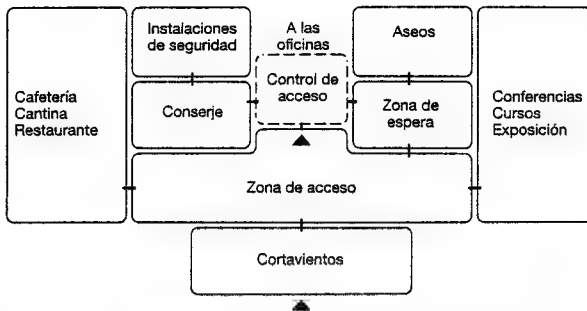 Cafetería
Cantina
Restaurante
Instalaciones
de seguridad
Conserje
A las
oficinas
Control de
acceso
Aseos
Zona de
espera
Conferencias
Cursos
Exposición
Zona de acceso
Cortavientos